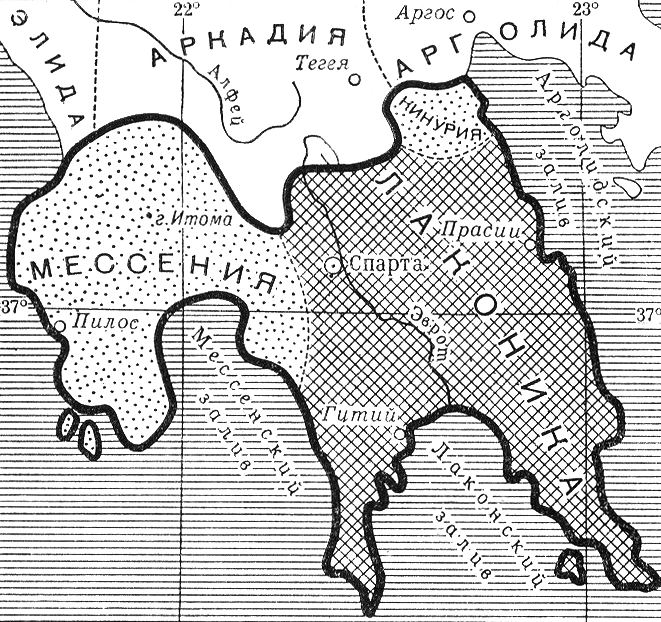 22°
23°
Аргос
ЭЛИДА
АРКАДИЯ
АРГОЛИДА
Тегея
Алфей
КИНУРИЯ
Арголидский
залив
г.Итома
ЛАКОНИКА
Прасии
МЕССЕНИЯ
Спарта
37°
37°
Пилос
Эврот
Мессенский
залив
Гитий
Лаконский
залив